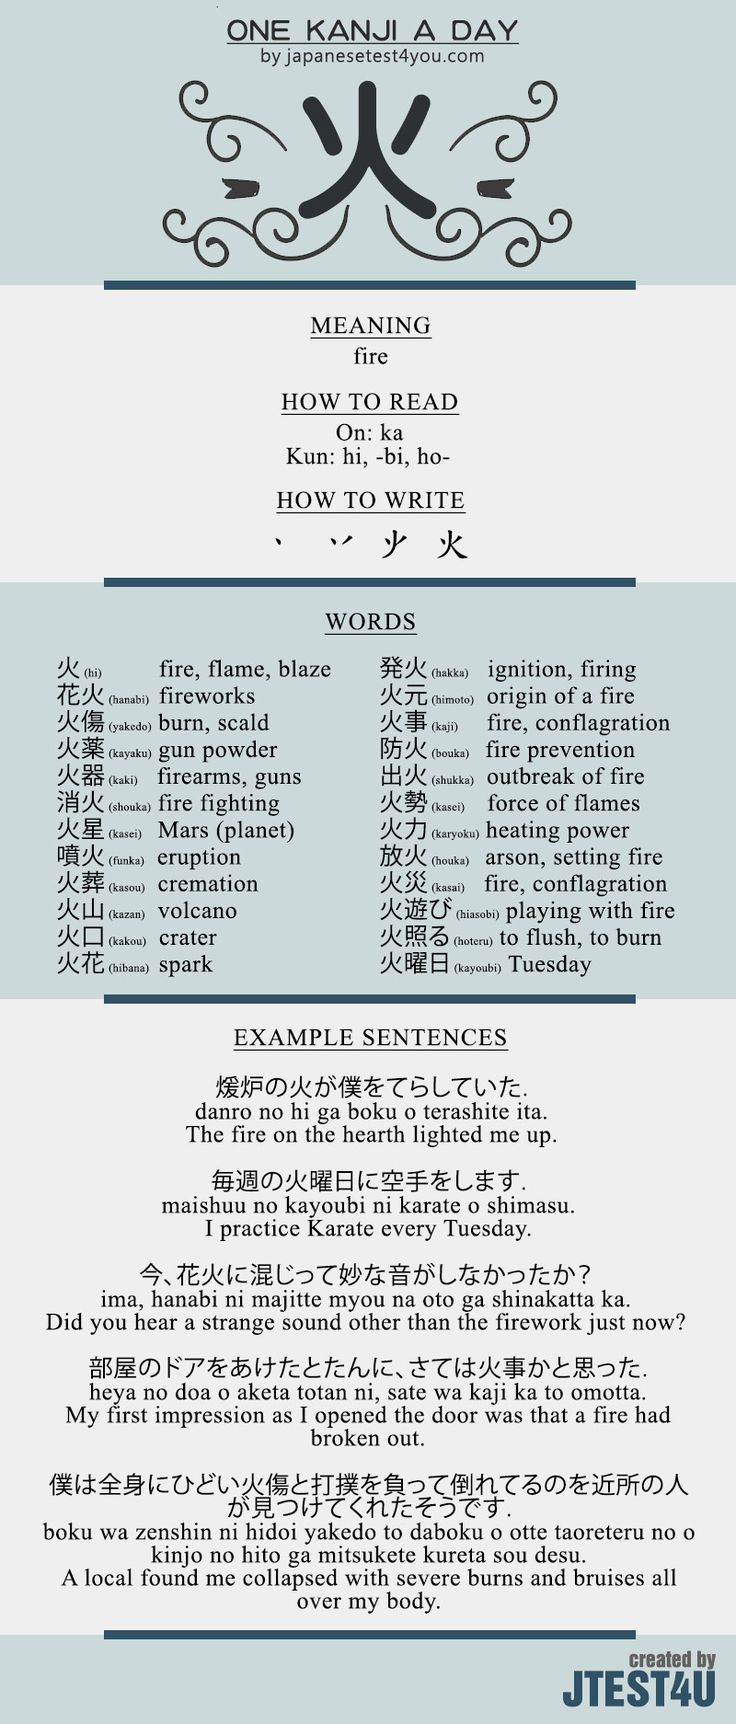 ONE KANJI A DAY
by japanesetest4you.com
火
MEANING
fire
HOW TO READ
On: ka
Kun: hi, -bi, ho-
HOW TO WRITE
火
WORDS
火 (hi) fire, flame, blaze
花火 (hanabi) fireworks
火傷 (yakedo) burn, scald
火薬 (kayaku) gun powder
火器 (kaki) firearms, guns
消火 (shouka) fire fighting
火星 (kasei) Mars (planet)
噴火 (funka) eruption
火葬 (kasou) cremation
火山 (kazan) volcano
火口 (kakou) crater
火花 (hibana) spark
発火 (hakka) ignition, firing
火元 (himoto) origin of a fire
火事 (kaji) fire, conflagration
防火 (bouka) fire prevention
出火 (shukka) outbreak of fire
火勢 (kasei) force of flames
火力 (karyoku) heating power
放火 (houka) arson, setting fire
火災 (kasai) fire, conflagration
火遊び (hiasobi) playing with fire
火照る (hoteru) to flush, to burn
火曜日 (kayoubi) Tuesday
EXAMPLE SENTENCES
煖炉の火が僕をてらしていた.
danro no hi ga boku o terashite ita.
The fire on the hearth lighted me up.
毎週の火曜日に空手をします.
maishuu no kayoubi ni karate o shimasu.
I practice Karate every Tuesday.
今、花火に混じって妙な音がしなかったか？
ima, hanabi ni majitte myou na oto ga shinakatta ka.
Did you hear a strange sound other than the firework just now?
部屋のドアをあけたとたんに、さては火事かと思った.
heya no doa o aketa totan ni, sate wa kaji ka to omotta.
My first impression as I opened the door was that a fire had
broken out.
僕は全身にひどい火傷と打撲を負って倒れてるのを近所の人
が見つけてくれたそうです.
boku wa zenshin ni hidoi yakedo to daboku o otte taoreteru no o
kinjo no hito ga mitsukete kureta sou desu.
A local found me collapsed with severe burns and bruises all
over my body.
created by
JTEST4U